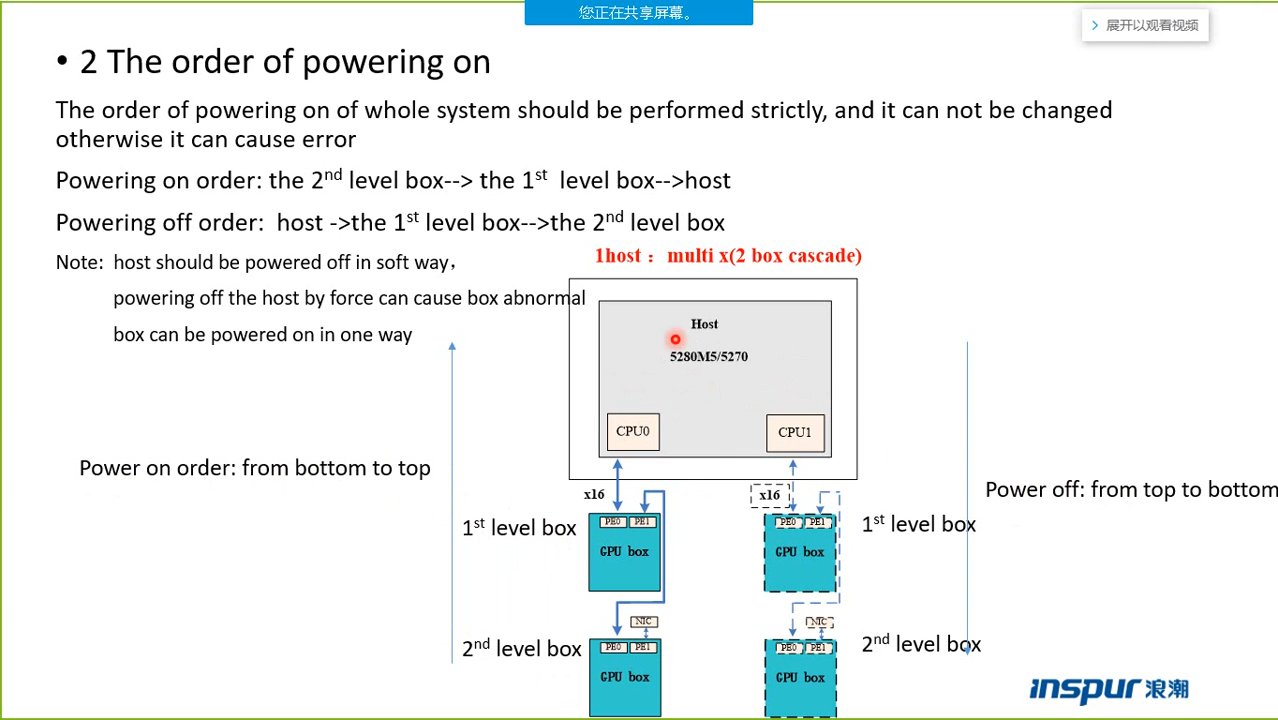 您正在共享屏幕。
展开以观看视频
• 2 The order of powering on
The order of powering on of whole system should be performed strictly, and it can not be changed
otherwise it can cause error
Powering on order: the 2nd level box--> the 1st level box-->host
Powering off order: host ->the 1st level box-->the 2nd level box
Note: host should be powered off in soft way，
powering off the host by force can cause box abnormal
box can be powered on in one way
1host： multi x(2 box cascade)
Host
5280M5/5270
CPU0
CPU1
Power on order: from bottom to top
Power off: from top to bottom
x16
x16
1st level box
PE0 PE1
GPU box
PE0 PE1
GPU box
1st level box
NIC
NIC
2nd level box
PE0 PE1
GPU box
PE0 PE1
GPU box
2nd level box
inspur 浪潮